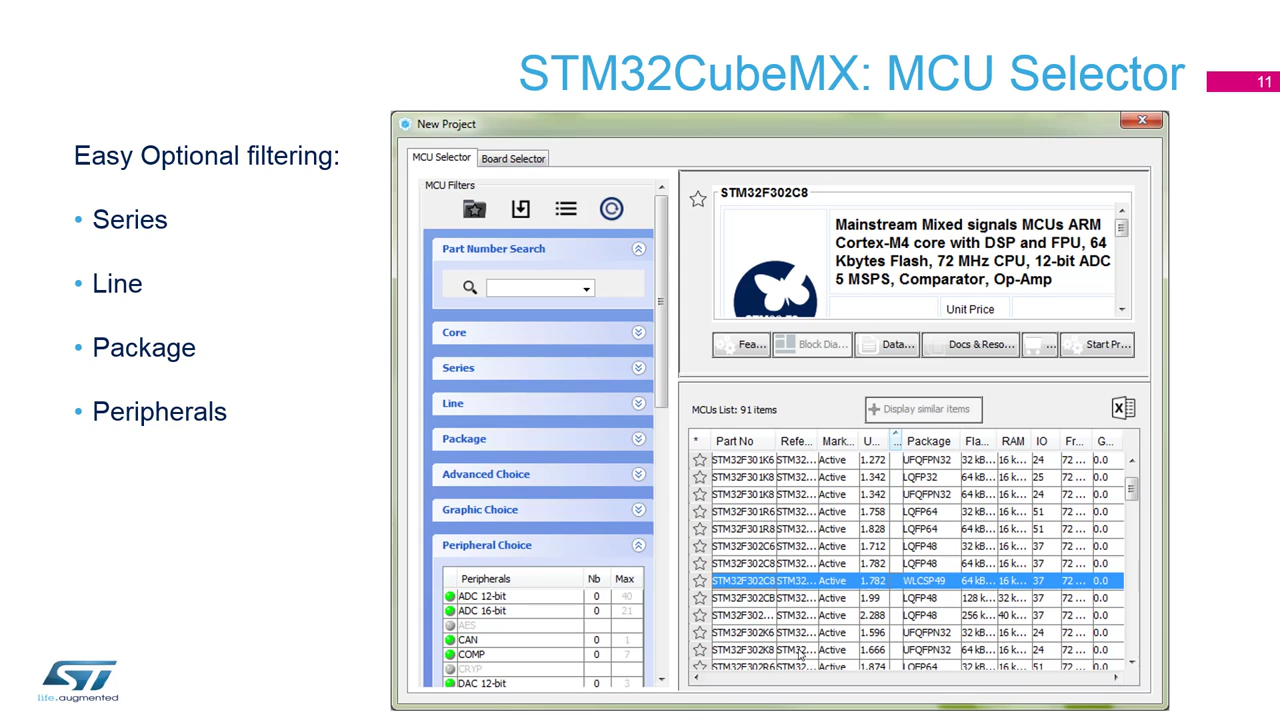 STM32CubeMX: MCU Selector
11
Easy Optional filtering:
• Series
• Line
• Package
• Peripherals
New Project
MCU Selector
Board Selector
MCU Filters
Part Number Search
Core
Series
Line
Package
Advanced Choice
Graphic Choice
Peripheral Choice
Peripherals Nb Max
ADC 12-bit 0 40
ADC 16-bit 0 21
AES
CAN 0 1
COMP 0 7
CRYP
DAC 12-bit 0 3
STM32F302C8
Mainstream Mixed signals MCUs ARM
Cortex-M4 core with DSP and FPU, 64
Kbytes Flash, 72 MHz CPU, 12-bit ADC
5 MSPS, Comparator, Op-Amp
Unit Price
Fea... Block Dia... Data... Docs & Reso... ... Start Pr...
MCUs List: 91 items
+ Display similar items
* Part No Refe... Mark... U... ... Package Fla... RAM IO Fr... G...
STM32F301K6 STM32... Active 1.272 UFQFPN32 32 kB... 16 k... 24 72 ... 0.0
STM32F301K8 STM32... Active 1.342 LQFP32 64 kB... 16 k... 25 72 ... 0.0
STM32F301K8 STM32... Active 1.342 UFQFPN32 64 kB... 16 k... 24 72 ... 0.0
STM32F301R6 STM32... Active 1.758 LQFP64 32 kB... 16 k... 51 72 ... 0.0
STM32F301R8 STM32... Active 1.828 LQFP64 64 kB... 16 k... 51 72 ... 0.0
STM32F302C6 STM32... Active 1.712 LQFP48 32 kB... 16 k... 37 72 ... 0.0
STM32F302C8 STM32... Active 1.782 LQFP48 64 kB... 16 k... 37 72 ... 0.0
STM32F302C8 STM32... Active 1.782 WLCSP49 64 kB... 16 k... 37 72 ... 0.0
STM32F302CB STM32... Active 1.99 LQFP48 128 k... 32 k... 37 72 ... 0.0
STM32F302... STM32... Active 2.288 LQFP48 256 k... 40 k... 37 72 ... 0.0
STM32F302K6 STM32... Active 1.596 UFQFPN32 32 kB... 16 k... 24 72 ... 0.0
STM32F302K8 STM32... Active 1.666 UFQFPN32 64 kB... 16 k... 24 72 ... 0.0
STM32F302R6 STM32... Active 1.874 LQFP64 32 kB... 16 k... 51 72 ... 0.0
ST
life.augmented